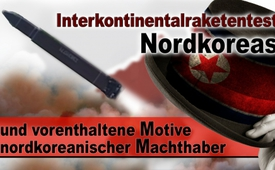 Interkontinentalraketentest
Nordkoreas
und vorenthaltene Motive
nordkoreanischer Machthaber